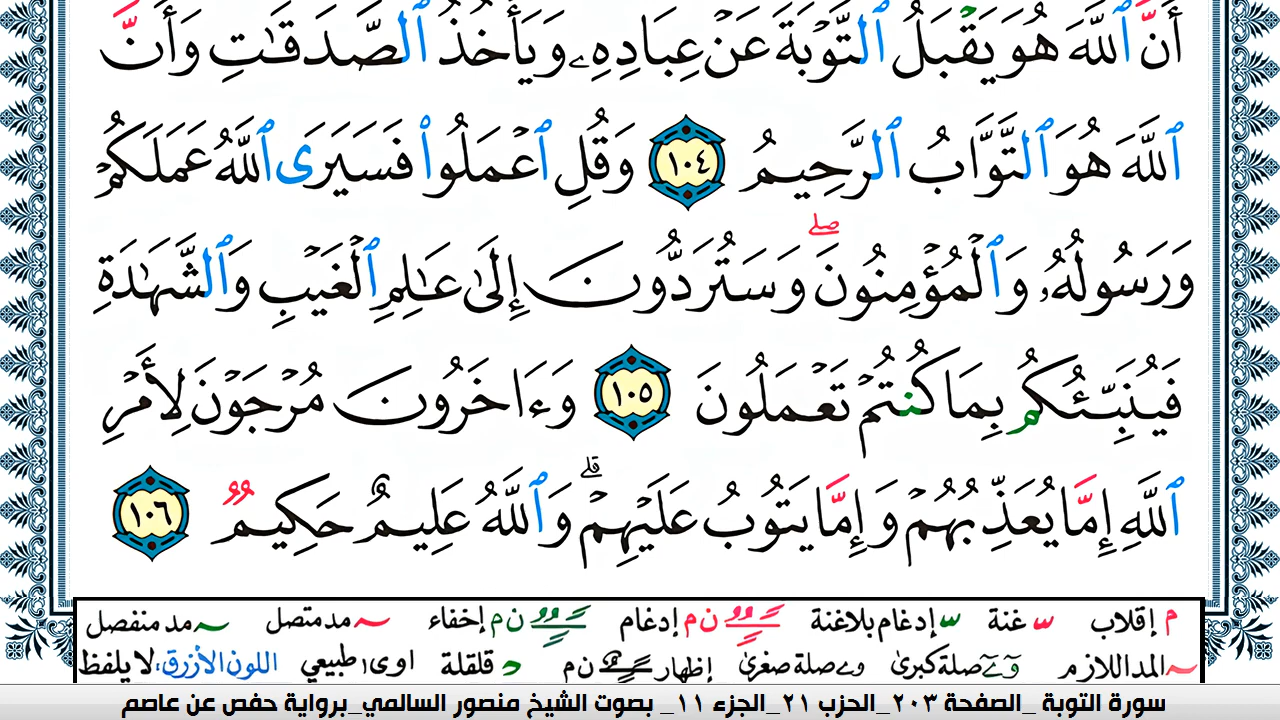 أَنَّ ٱللَّهَ هُوَ يَقْبَلُ ٱلتَّوْبَةَ عَنْ عِبَادِهِۦ وَيَأْخُذُ ٱلصَّدَقَٰتِ وَأَنَّ
ٱللَّهَ هُوَ ٱلتَّوَّابُ ٱلرَّحِيمُ ١٠٤ وَقُلِ ٱعْمَلُوا۟ فَسَيَرَى ٱللَّهُ عَمَلَكُمْ
وَرَسُولُهُۥ وَٱلْمُؤْمِنُونَ ۖ وَسَتُرَدُّونَ إِلَىٰ عَٰلِمِ ٱلْغَيْبِ وَٱلشَّهَٰدَةِ
فَيُنَبِّئُكُم بِمَا كُنتُمْ تَعْمَلُونَ ١٠٥ وَءَاخَرُونَ مُرْجَوْنَ لِأَمْرِ
ٱللَّهِ إِمَّا يُعَذِّبُهُمْ وَإِمَّا يَتُوبُ عَلَيْهِمْ ۗ وَٱللَّهُ عَلِيمٌ حَكِيمٌ ١٠٦
م إقلاب غنة إدغام بلاغنة ن م إدغام ن م إخفاء مد متصل مد منفصل
المد اللازم صلة كبرى صلة صغرى إظهار ن م قلقلة اوى طبيعي اللون الأزرق: لا يلفظ
سورة التوبة _الصفحة ٢٠٣_الحزب ٢١_الجزء ١١_ بصوت الشيخ منصور السالمي_برواية حفص عن عاصم